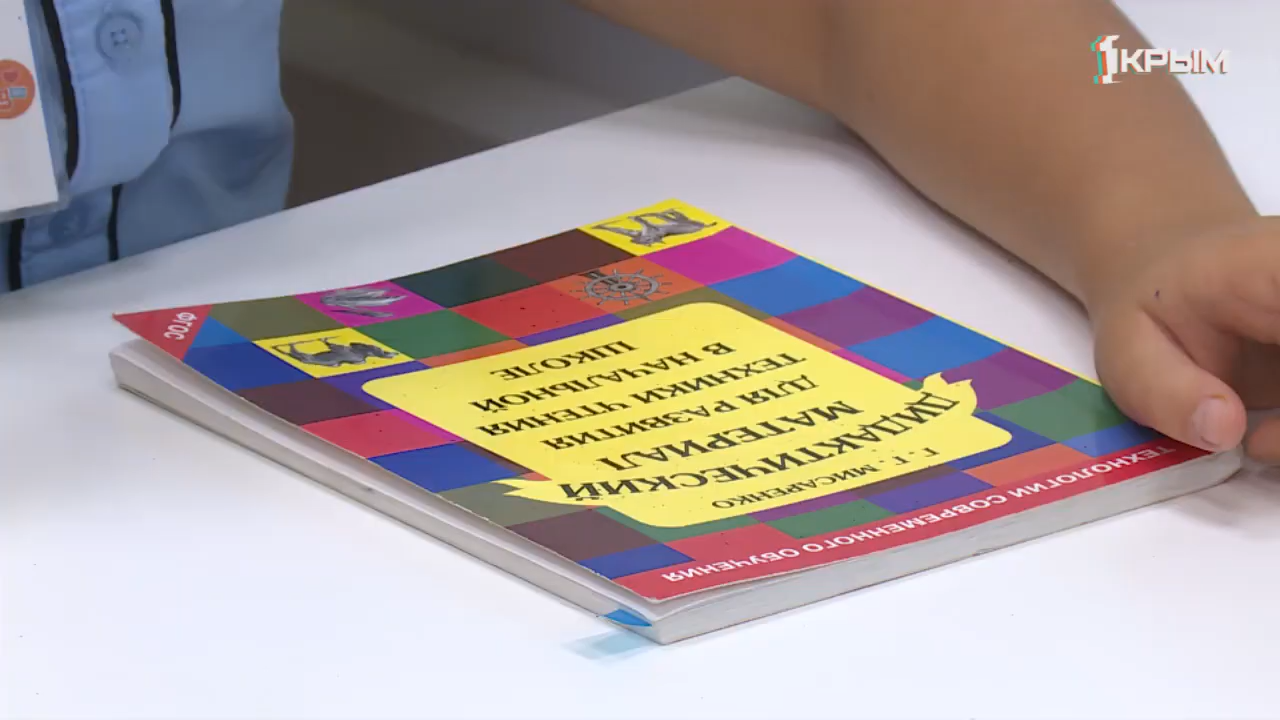 1КРЫМ
ТЕХНОЛОГИИ СОВРЕМЕННОГО ОБУЧЕНИЯ
Г. Г. МИСАРЕНКО
ДИДАКТИЧЕСКИЙ
МАТЕРИАЛ
ДЛЯ РАЗВИТИЯ
ТЕХНИКИ ЧТЕНИЯ
В НАЧАЛЬНОЙ
ШКОЛЕ
ФГОС